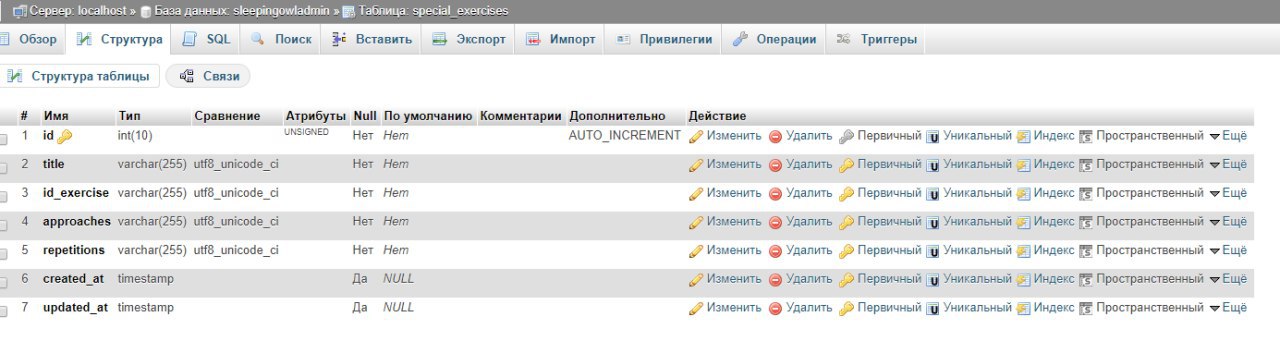 Сервер: localhost » База данных: sleepingowladmin » Таблица: special_exercises
Обзор Структура SQL Поиск Вставить Экспорт Импорт Привилегии Операции Триггеры
Структура таблицы Связи
# Имя Тип Сравнение Атрибуты Null По умолчанию Комментарии Дополнительно Действие
1 id int(10) UNSIGNED Нет Нет AUTO_INCREMENT Изменить Удалить Первичный Уникальный Индекс Пространственный Ещё
2 title varchar(255) utf8_unicode_ci Нет Нет Изменить Удалить Первичный Уникальный Индекс Пространственный Ещё
3 id_exercise varchar(255) utf8_unicode_ci Нет Нет Изменить Удалить Первичный Уникальный Индекс Пространственный Ещё
4 approaches varchar(255) utf8_unicode_ci Нет Нет Изменить Удалить Первичный Уникальный Индекс Пространственный Ещё
5 repetitions varchar(255) utf8_unicode_ci Нет Нет Изменить Удалить Первичный Уникальный Индекс Пространственный Ещё
6 created_at timestamp Да NULL Изменить Удалить Первичный Уникальный Индекс Пространственный Ещё
7 updated_at timestamp Да NULL Изменить Удалить Первичный Уникальный Индекс Пространственный Ещё